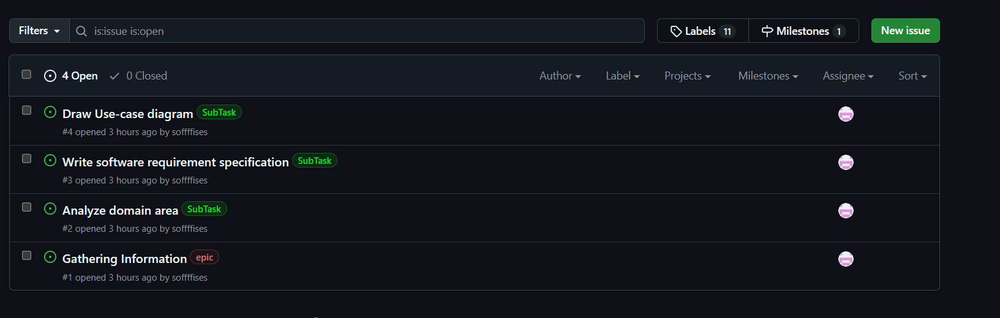 Filters is:issue is:open Labels 11 Milestones 1 New issue
4 Open 0 Closed Author Label Projects Milestones Assignee Sort
Draw Use-case diagram SubTask
#4 opened 3 hours ago by soffffises
Write software requirement specification SubTask
#3 opened 3 hours ago by soffffises
Analyze domain area SubTask
#2 opened 3 hours ago by soffffises
Gathering Information epic
#1 opened 3 hours ago by soffffises